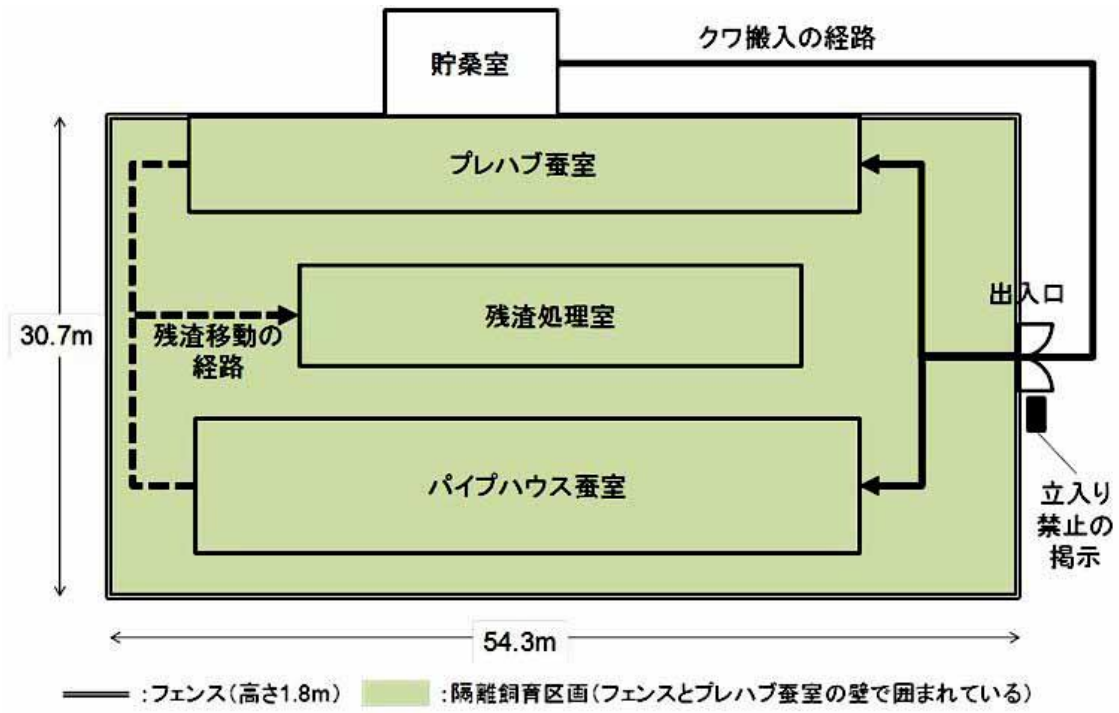 貯桑室
クワ搬入の経路
プレハブ蚕室
出入口
残渣処理室
残渣移動の
経路
30.7m
パイプハウス蚕室
立入り
禁止の
掲示
54.3m
:フェンス(高さ1.8m)
:隔離飼育区画(フェンスとプレハブ蚕室の壁で囲まれている)